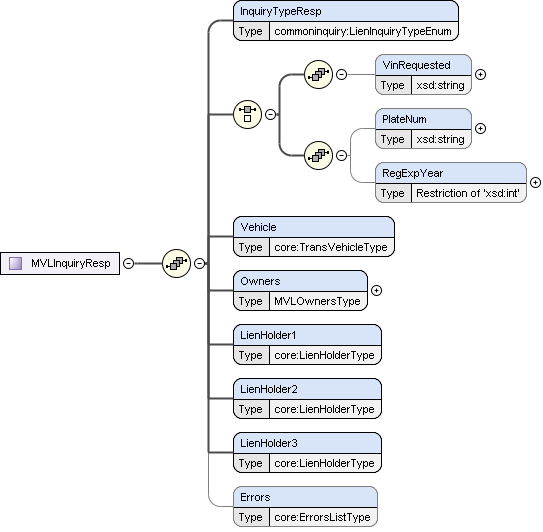 InquiryTypeResp
Type commoninquiry:LienInquiryTypeEnum
VinRequested
Type xsd:string
PlateNum
Type xsd:string
RegExpYear
Type Restriction of 'xsd:int'
Vehicle
Type core:TransVehicleType
MVLInquiryResp
Owners
Type MVLOwnersType
LienHolder1
Type core:LienHolderType
LienHolder2
Type core:LienHolderType
LienHolder3
Type core:LienHolderType
Errors
Type core:ErrorsListType